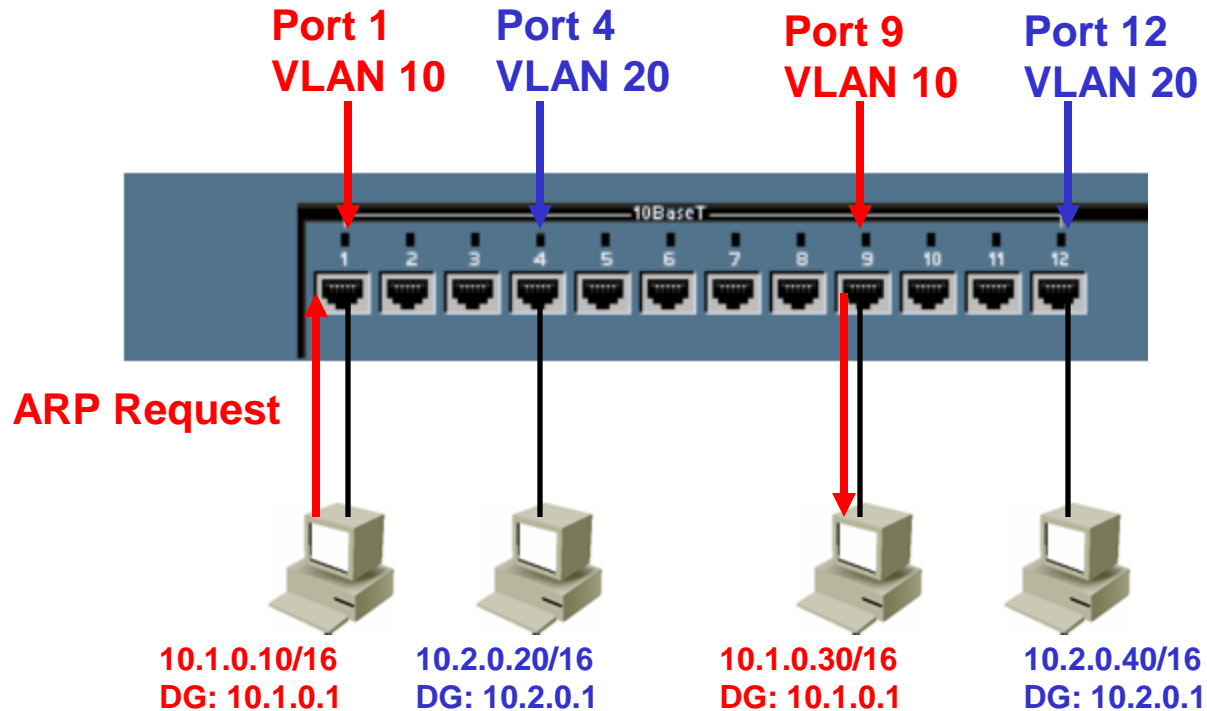 Port 1
VLAN 10
Port 4
VLAN 20
Port 9
VLAN 10
Port 12
VLAN 20
10BaseT
1 2 3 4 5 6 7 8 9 10 11 12
ARP Request
10.1.0.10/16
DG: 10.1.0.1
10.2.0.20/16
DG: 10.2.0.1
10.1.0.30/16
DG: 10.1.0.1
10.2.0.40/16
DG: 10.2.0.1